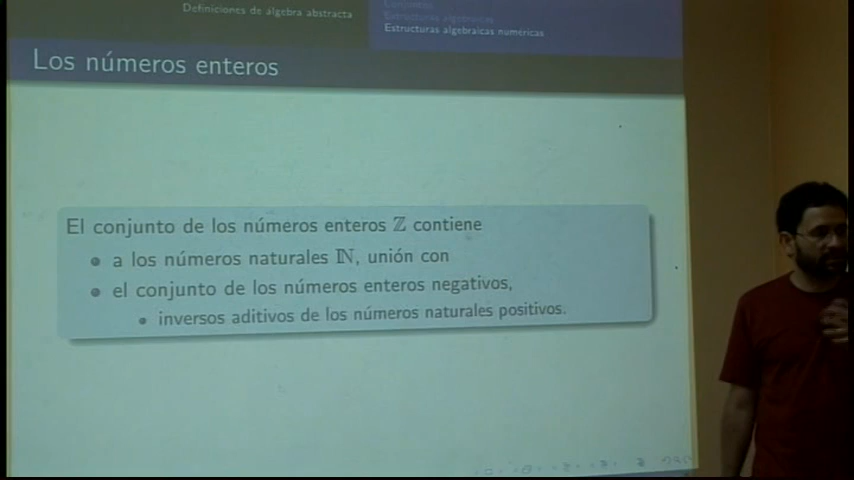 Definiciones de álgebra abstracta
Conjuntos
Estructuras algebraicas
Estructuras algebraicas numéricas
Los números enteros
El conjunto de los números enteros ℤ contiene
a los números naturales ℕ, unión con
el conjunto de los números enteros negativos,
inversos aditivos de los números naturales positivos.